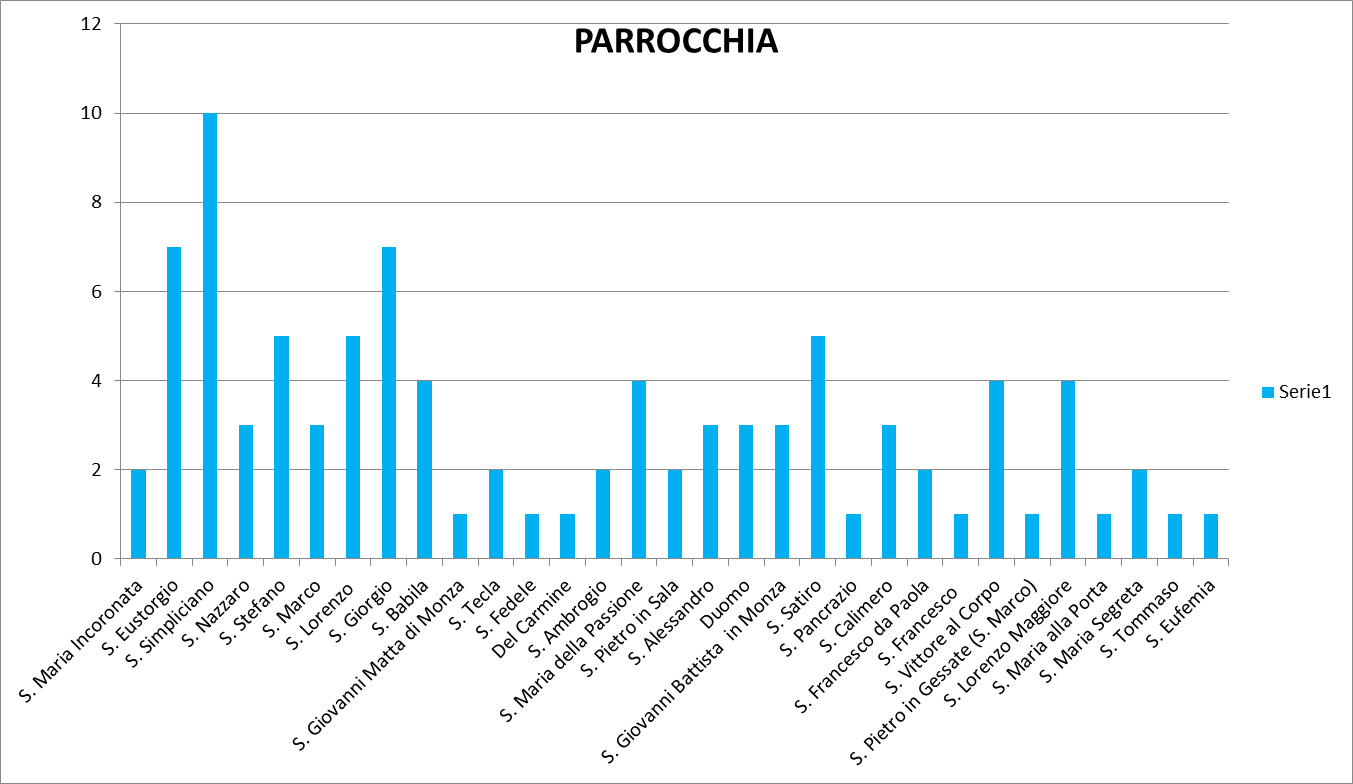 PARROCCHIA
12
10
8
6
4
2
0
S. Maria Incoronata
S. Eustorgio
S. Simpliciano
S. Nazzaro
S. Stefano
S. Marco
S. Lorenzo
S. Giorgio
S. Babila
S. Giovanni Matta di Monza
S. Tecla
S. Fedele
Del Carmine
S. Ambrogio
S. Maria della Passione
S. Pietro in Sala
S. Alessandro
Duomo
S. Giovanni Battista in Monza
S. Satiro
S. Pancrazio
S. Calimero
S. Francesco da Paola
S. Francesco
S. Vittore al Corpo
S. Pietro in Gessate (S. Marco)
S. Lorenzo Maggiore
S. Maria alla Porta
S. Maria Segreta
S. Tommaso
S. Eufemia
Serie1